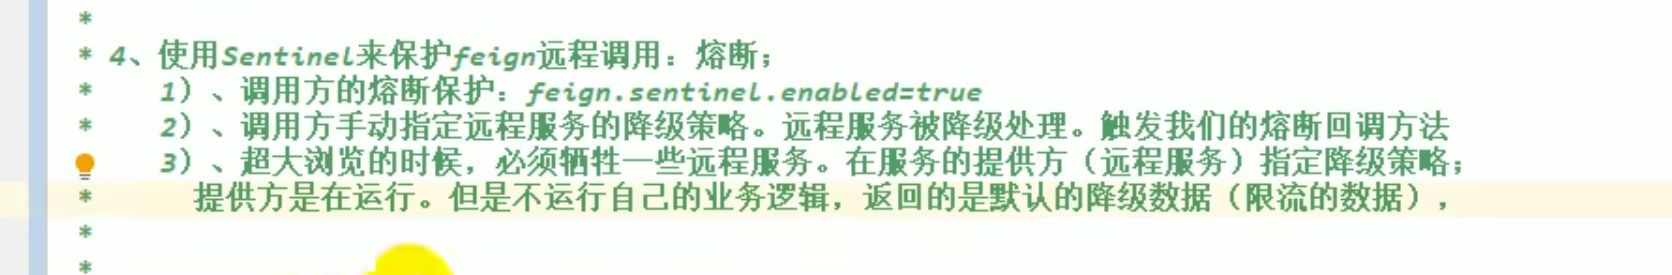 *
* 4、使用Sentinel来保护feign远程调用：熔断；
*    1）、调用方的熔断保护：feign.sentinel.enabled=true
*    2）、调用方手动指定远程服务的降级策略。远程服务被降级处理。触发我们的熔断回调方法
*    3）、超大浏览的时候，必须牺牲一些远程服务。在服务的提供方（远程服务）指定降级策略；
*      提供方是在运行。但是不运行自己的业务逻辑，返回的是默认的降级数据（限流的数据），
*
*